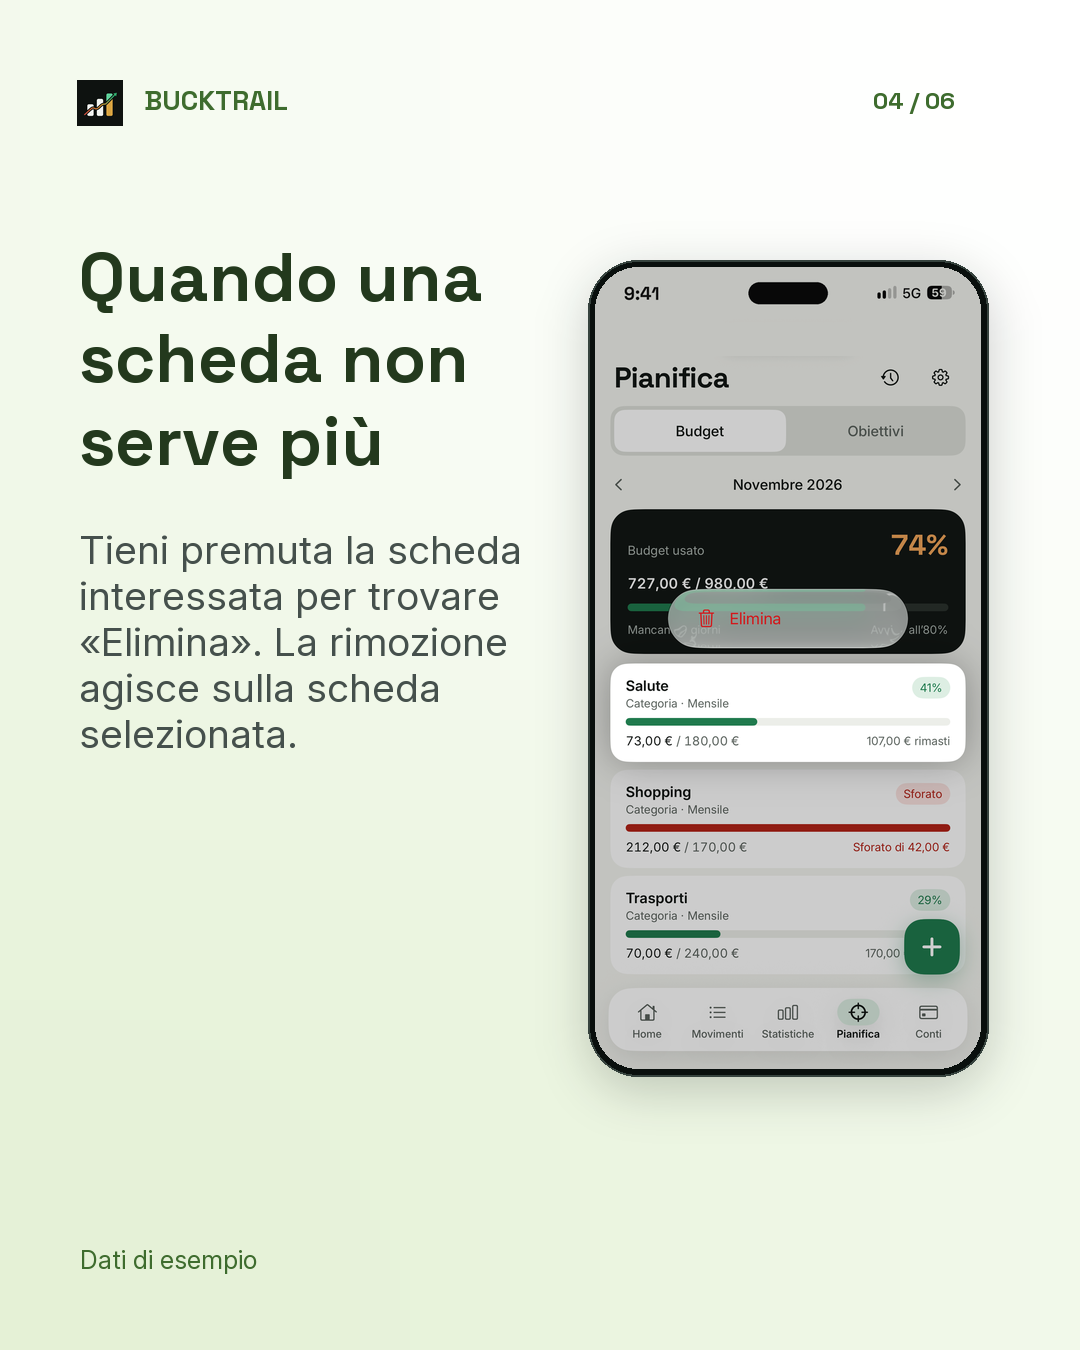 BUCKTRAIL
04 / 06
Quando una
scheda non
serve più
Tieni premuta la scheda
interessata per trovare
«Elimina». La rimozione
agisce sulla scheda
selezionata.
9:41
5G 59
Pianifica
Budget
Obiettivi
Novembre 2026
Budget usato
74%
727,00 € / 980,00 €
Elimina
giorni
all'80%
Salute
41%
Categoria · Mensile
73,00 € / 180,00 €
107,00 € rimasti
Shopping
Sforato
Categoria · Mensile
212,00 € / 170,00 €
Sforato di 42,00 €
Trasporti
29%
Categoria · Mensile
70,00 € / 240,00 €
170,00
Home
Movimenti
Statistiche
Pianifica
Conti
Dati di esempio